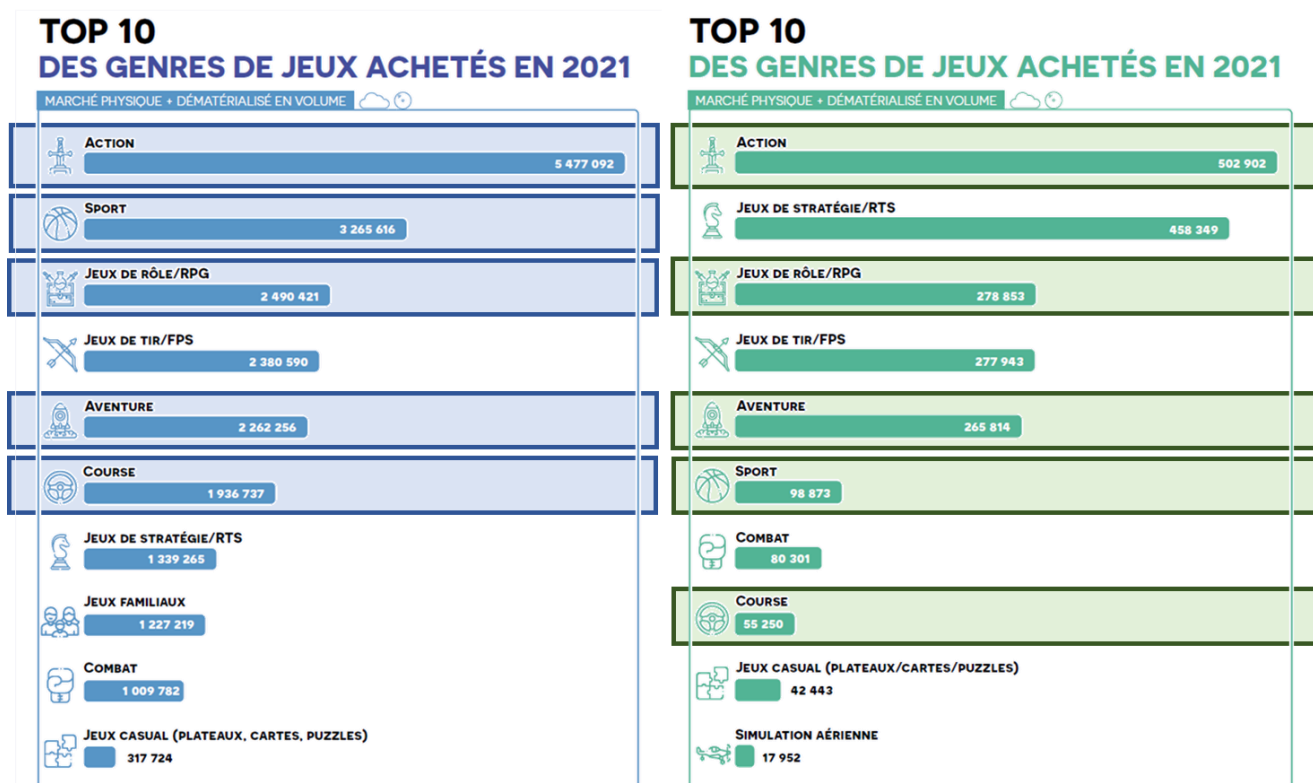 TOP 10
DES GENRES DE JEUX ACHETÉS EN 2021
MARCHÉ PHYSIQUE + DÉMATÉRIALISÉ EN VOLUME
ACTION
5 477 092
SPORT
3 265 616
JEUX DE RÔLE/RPG
2 490 421
JEUX DE TIR/FPS
2 380 590
AVENTURE
2 262 256
COURSE
1 936 737
JEUX DE STRATÉGIE/RTS
1 339 265
JEUX FAMILIAUX
1 227 219
COMBAT
1 009 782
JEUX CASUAL (PLATEAUX, CARTES, PUZZLES)
317 724
TOP 10
DES GENRES DE JEUX ACHETÉS EN 2021
MARCHÉ PHYSIQUE + DÉMATÉRIALISÉ EN VOLUME
ACTION
502 902
JEUX DE STRATÉGIE/RTS
458 349
JEUX DE RÔLE/RPG
278 853
JEUX DE TIR/FPS
277 943
AVENTURE
265 814
SPORT
98 873
COMBAT
80 301
COURSE
55 250
JEUX CASUAL (PLATEAUX/CARTES/PUZZLES)
42 443
SIMULATION AÉRIENNE
17 952